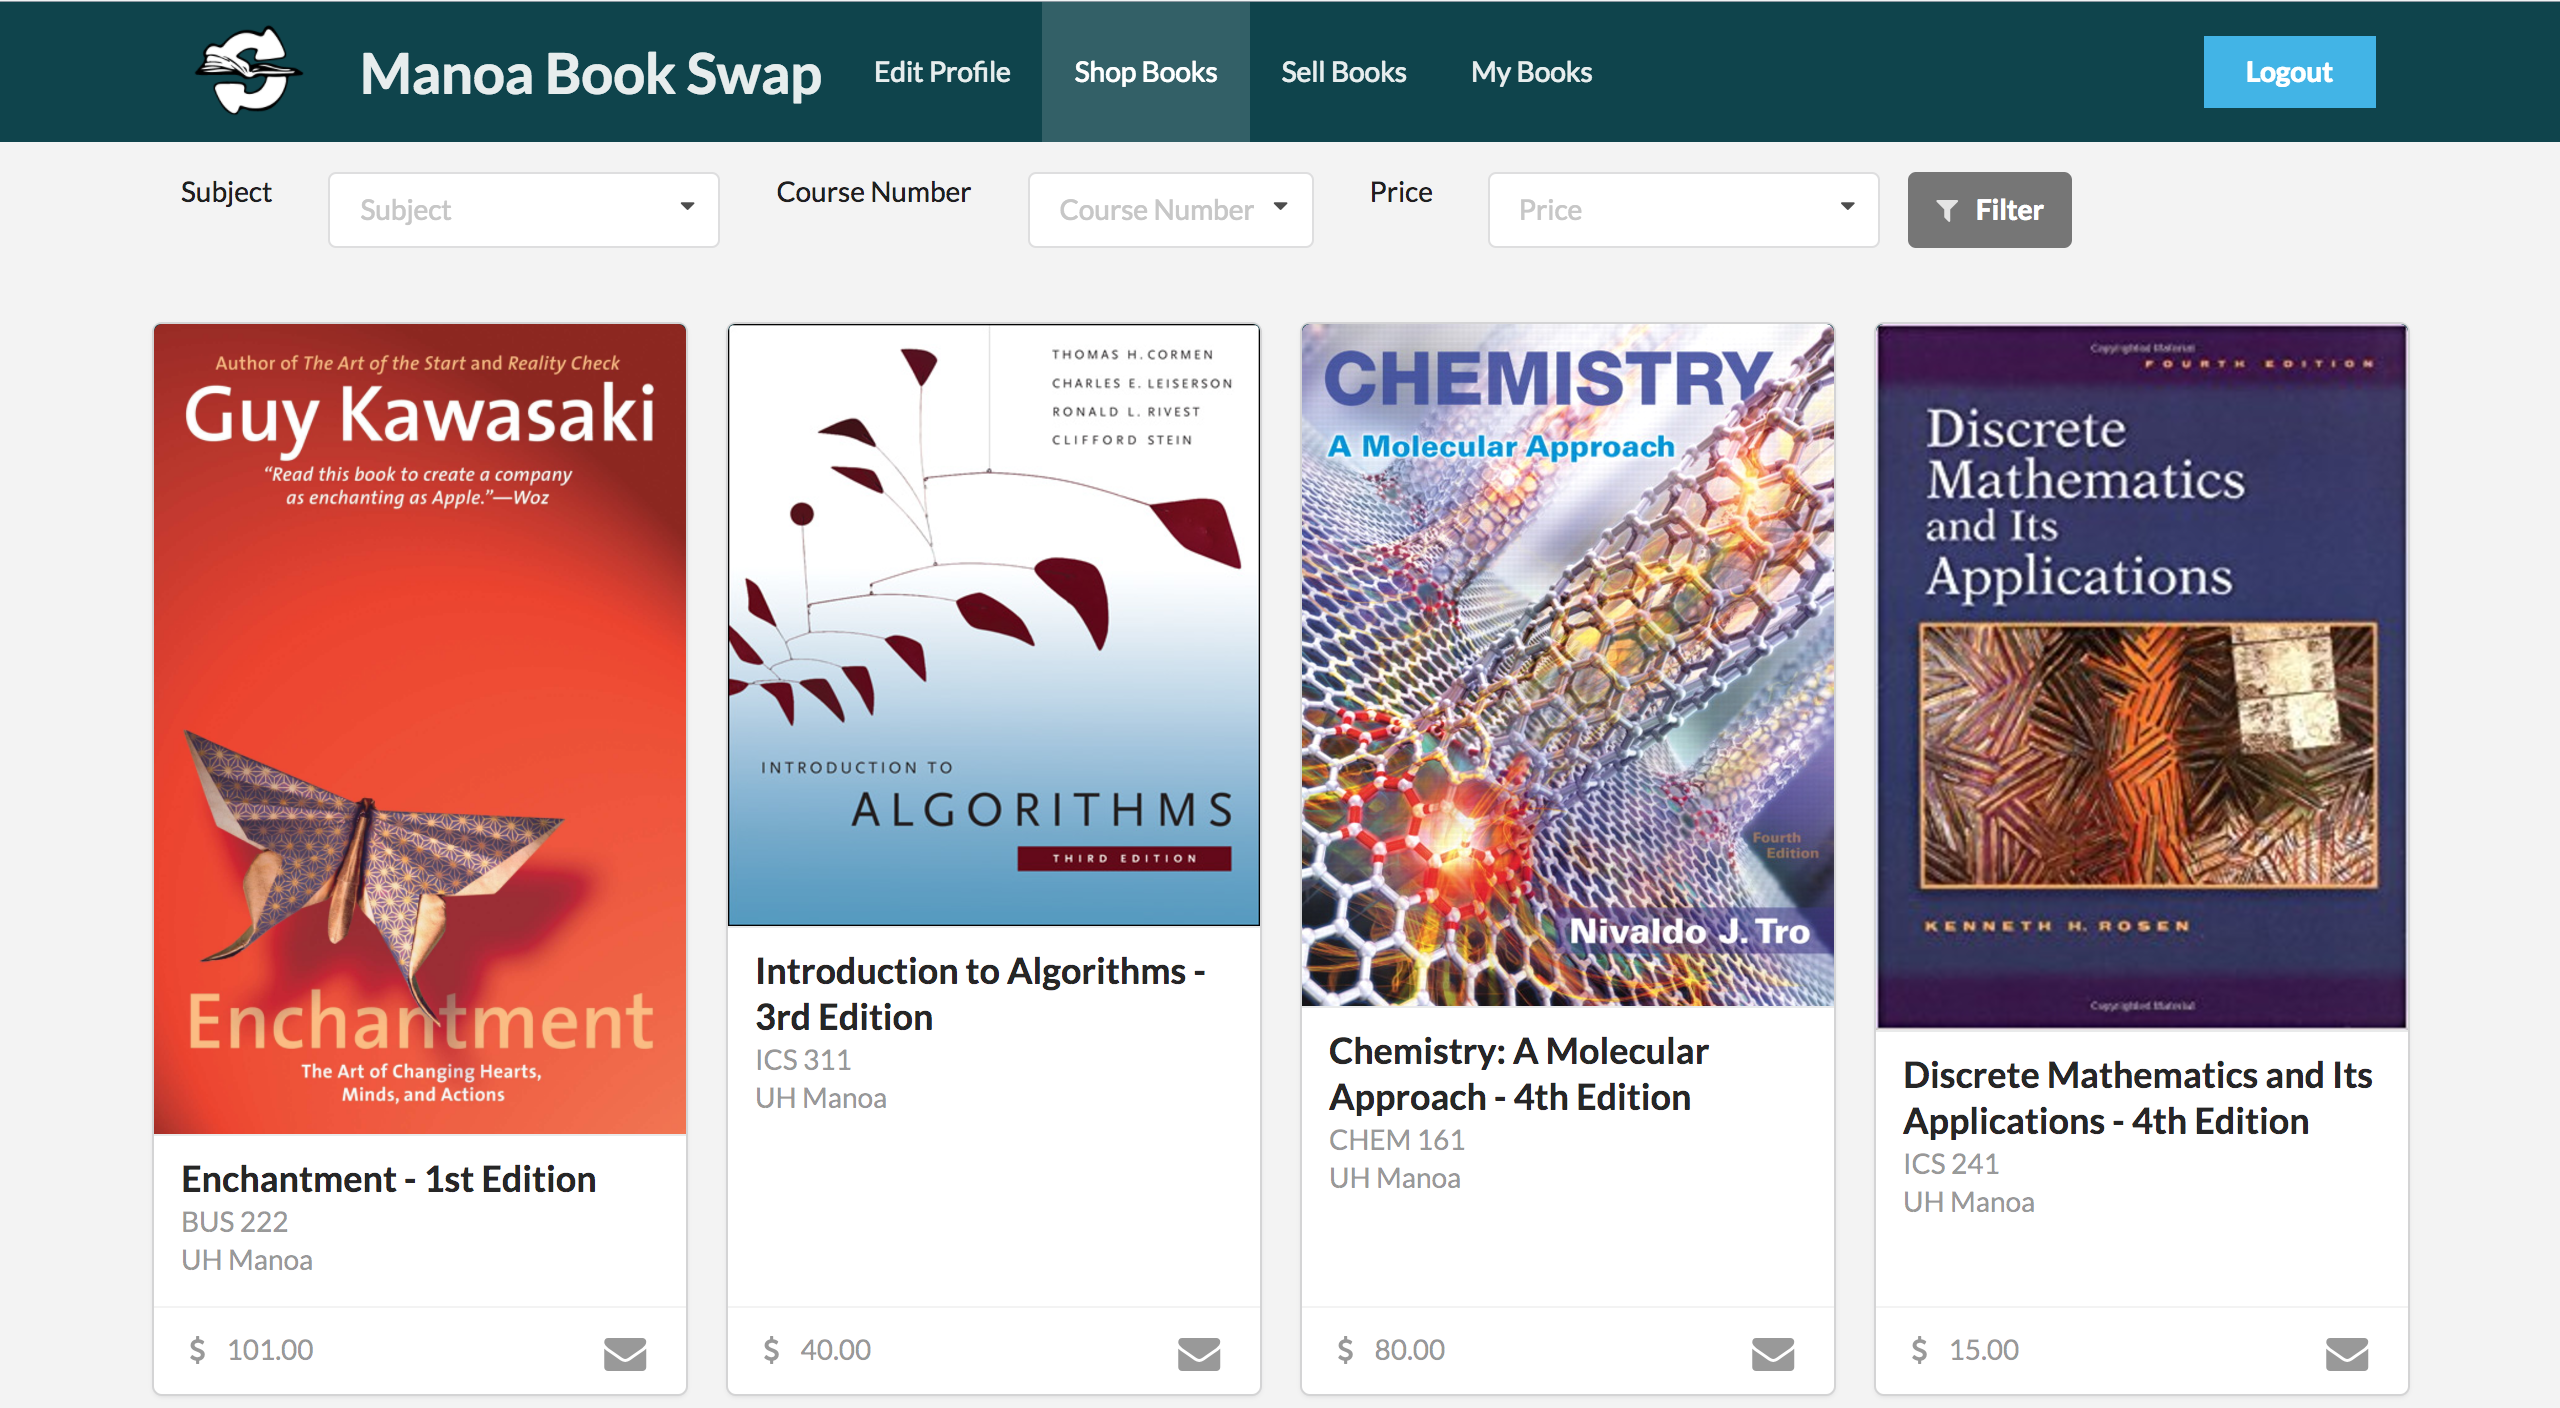 Manoa Book Swap
Edit Profile
Shop Books
Sell Books
My Books
Logout
Subject
Subject
Course Number
Course Number
Price
Price
Filter
Author of The Art of the Start and Reality Check
Guy Kawasaki
“Read this book to create a company
as enchanting as Apple.”—Woz
Enchantment
The Art of Changing Hearts,
Minds, and Actions
Enchantment - 1st Edition
BUS 222
UH Manoa
$ 101.00
THOMAS H. CORMEN
CHARLES E. LEISERSON
RONALD L. RIVEST
CLIFFORD STEIN
INTRODUCTION TO
ALGORITHMS
THIRD EDITION
Introduction to Algorithms -
3rd Edition
ICS 311
UH Manoa
$ 40.00
CHEMISTRY
A Molecular Approach
Fourth
Edition
Nivaldo J. Tro
Chemistry: A Molecular
Approach - 4th Edition
CHEM 161
UH Manoa
$ 80.00
Copyrighted Material
FOURTH EDITION
Discrete
Mathematics
and Its
Applications
KENNETH H. ROSEN
Copyrighted Material
Discrete Mathematics and Its
Applications - 4th Edition
ICS 241
UH Manoa
$ 15.00